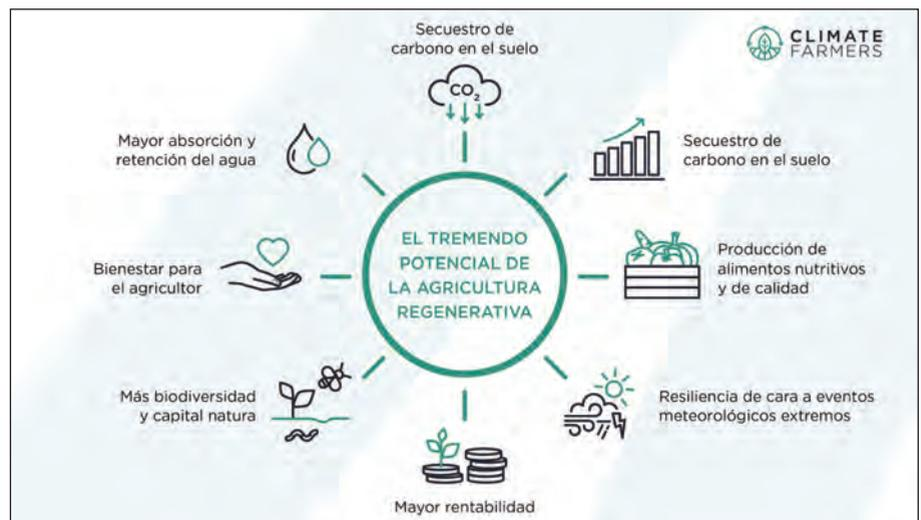 Secuestro de
carbono en el suelo
CO₂
CLIMATE
FARMERS
Mayor absorción y
retención del agua
Secuestro de
carbono en el suelo
EL TREMENDO
POTENCIAL DE
LA AGRICULTURA
REGENERATIVA
Bienestar para
el agricultor
Producción de
alimentos nutritivos
y de calidad
Más biodiversidad
y capital natura
Resiliencia de cara a eventos
meteorológicos extremos
Mayor rentabilidad